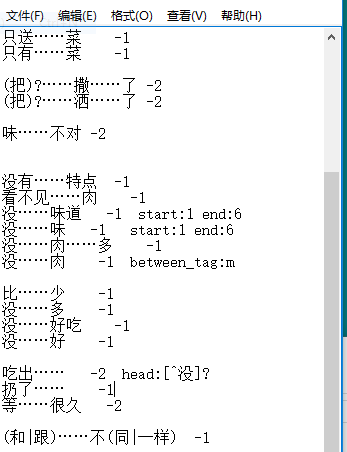 文件(F) 编辑(E) 格式(O) 查看(V) 帮助(H)
只送……菜 -1
只有……菜 -1
(把)?……撒……了 -2
(把)?……洒……了 -2
味……不对 -2
没有……特点 -1
看不见……肉 -1
没……味道 -1 start:1 end:6
没……味 -1 start:1 end:6
没……肉……多 -1
没……肉 -1 between_tag:m
比……少 -1
没……多 -1
没……好吃 -1
没……好 -1
吃出…… -2 head:[^没]?
扔了…… -1
等……很久 -2
(和|跟)……不(同|一样) -1